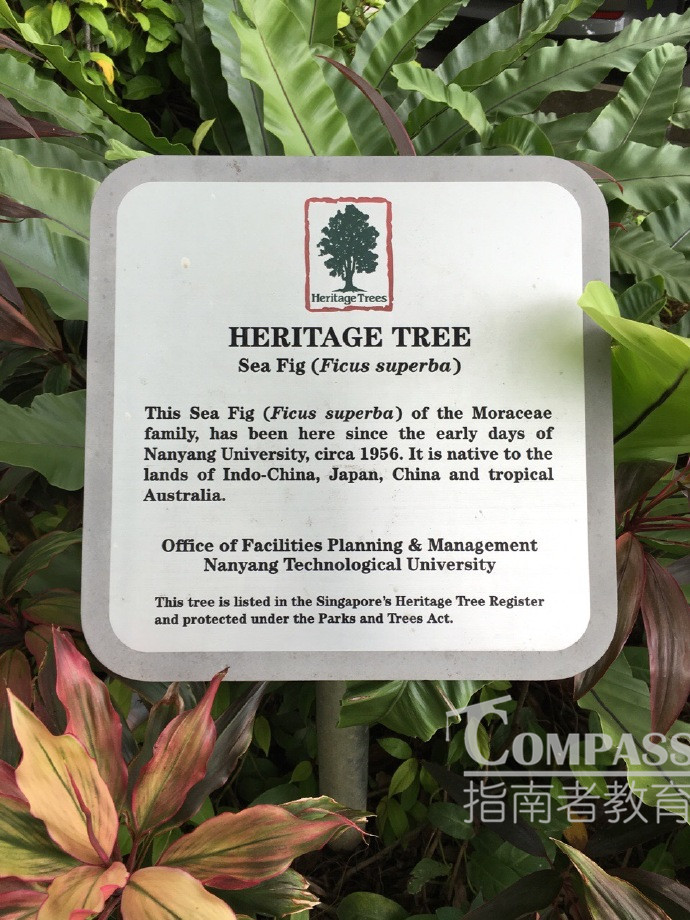 Heritage Trees
HERITAGE TREE
Sea Fig (Ficus superba)
This Sea Fig (Ficus superba) of the Moraceae
family, has been here since the early days of
Nanyang University, circa 1956. It is native to the
lands of Indo-China, Japan, China and tropical
Australia.
Office of Facilities Planning & Management
Nanyang Technological University
This tree is listed in the Singapore's Heritage Tree Register
and protected under the Parks and Trees Act.
COMPASS
指南者教育